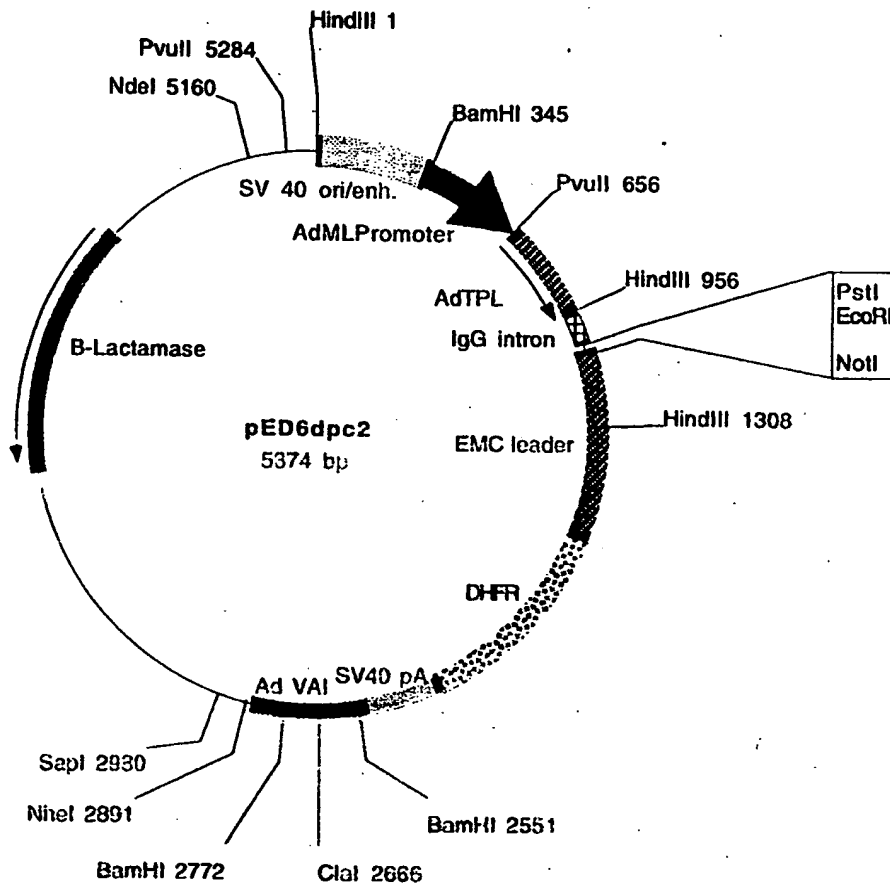 HindIII 1
PvuII 5284
NdeI 5160
BamHI 345
SV 40 ori/enh.
PvuII 656
AdMLPromoter
HindIII 956
AdTPL
PstI
EcoRI
IgG intron
NotI
B-Lactamase
pED6dpc2
5374 bp
EMC leader
HindIII 1308
DHFR
SV40 pA
Ad VAI
SapI 2930
NheI 2891
BamHI 2551
BamHI 2772
ClaI 2666